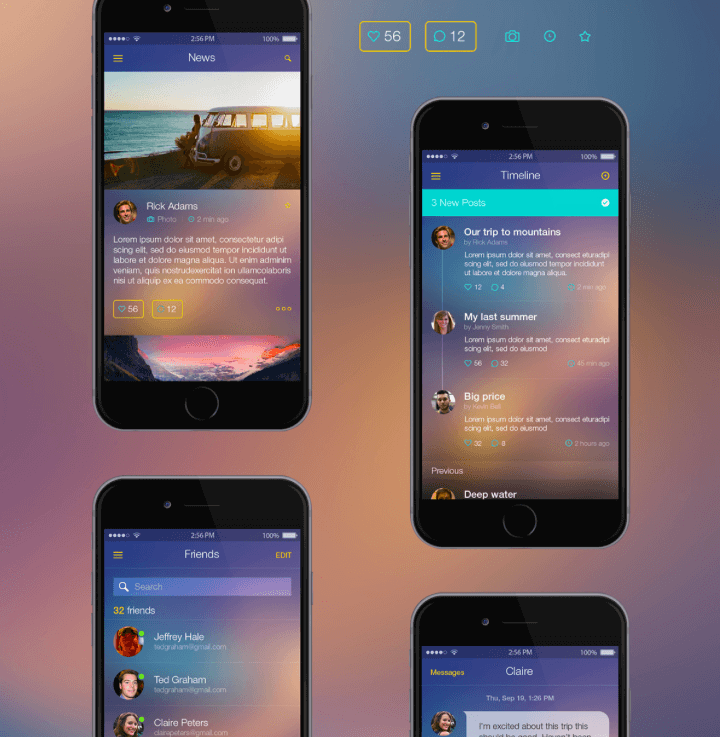 56
12
2:56 PM
100%
News
Rick Adams
Photo
2 min ago
Lorem ipsum dolor sit amet, consectetur adipi
scing elit, sed do eiusmod tempor incididunt ut
labore et dolore magna aliqua. Ut enim adminim
veniam, quis nostrudexercitat ion ullamcolaboris
nisi ut aliquip ex ea commodo consequat.
56
12
2:56 PM
100%
Timeline
3 New Posts
Our trip to mountains
by Rick Adams
Lorem ipsum dolor sit amet, consect eturadipi
scing elit, sed do eiusmod tempor incididunt
ut labore et dolore magna aliqua.
12
4
2 min ago
My last summer
by Jenny Smith
Lorem ipsum dolor sit amet, consect eturadipi
scing elit, sed do eiusmod
56
32
45 min ago
Big price
by Kevin Bell
Lorem ipsum dolor sit amet, consect eturadipi
scing elit, sed do eiusmod
32
8
2 hours ago
Previous
Deep water
2:56 PM
100%
Friends
EDIT
Search
32 friends
Jeffrey Hale
tedgraham@gmail.com
Ted Graham
tedgraham@gmail.com
Claire Peters
clairepeters@gmail.com
2:56 PM
100%
Messages
Claire
Thu, Sep 19, 1:26 PM
I'm excited about this trip this
should be good. Haven't been